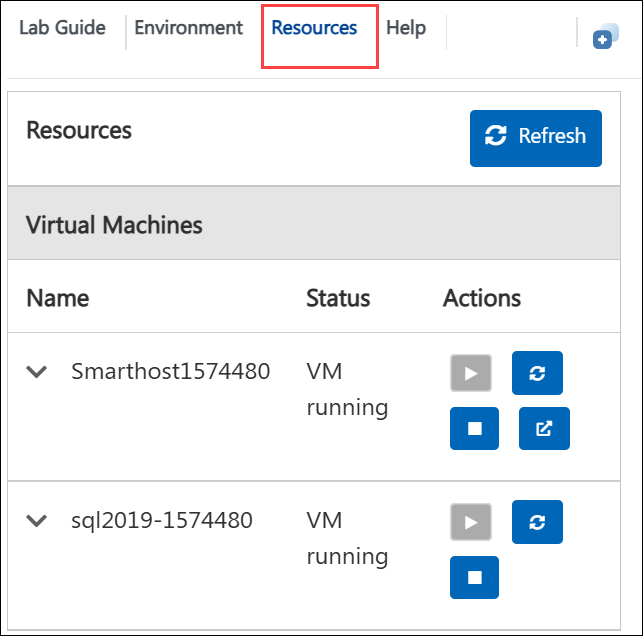 Lab Guide Environment Resources Help
Resources
Refresh
Virtual Machines
Name Status Actions
Smarthost1574480 VM
running
sql2019-1574480 VM
running